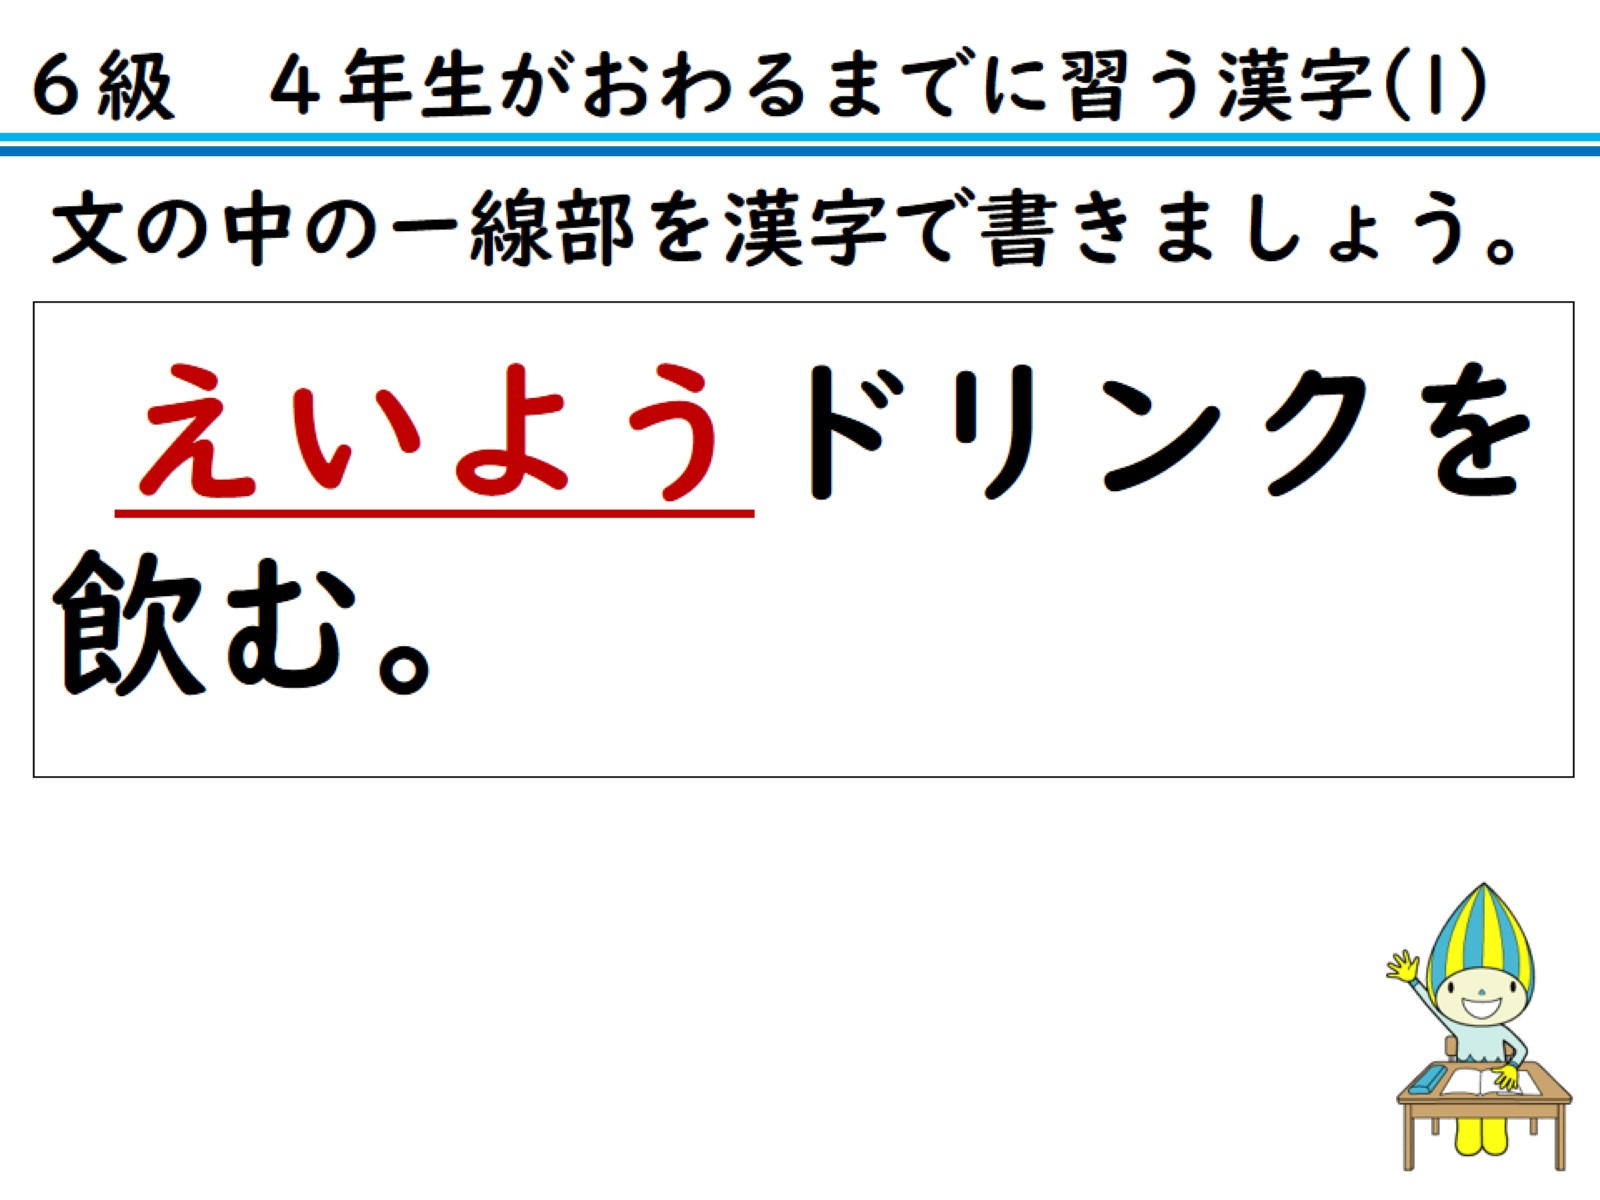 ６級　４年生がおわるまでに習う漢字(1)
文の中の一線部を漢字で書きましょう。
えいようドリンクを
飲む。